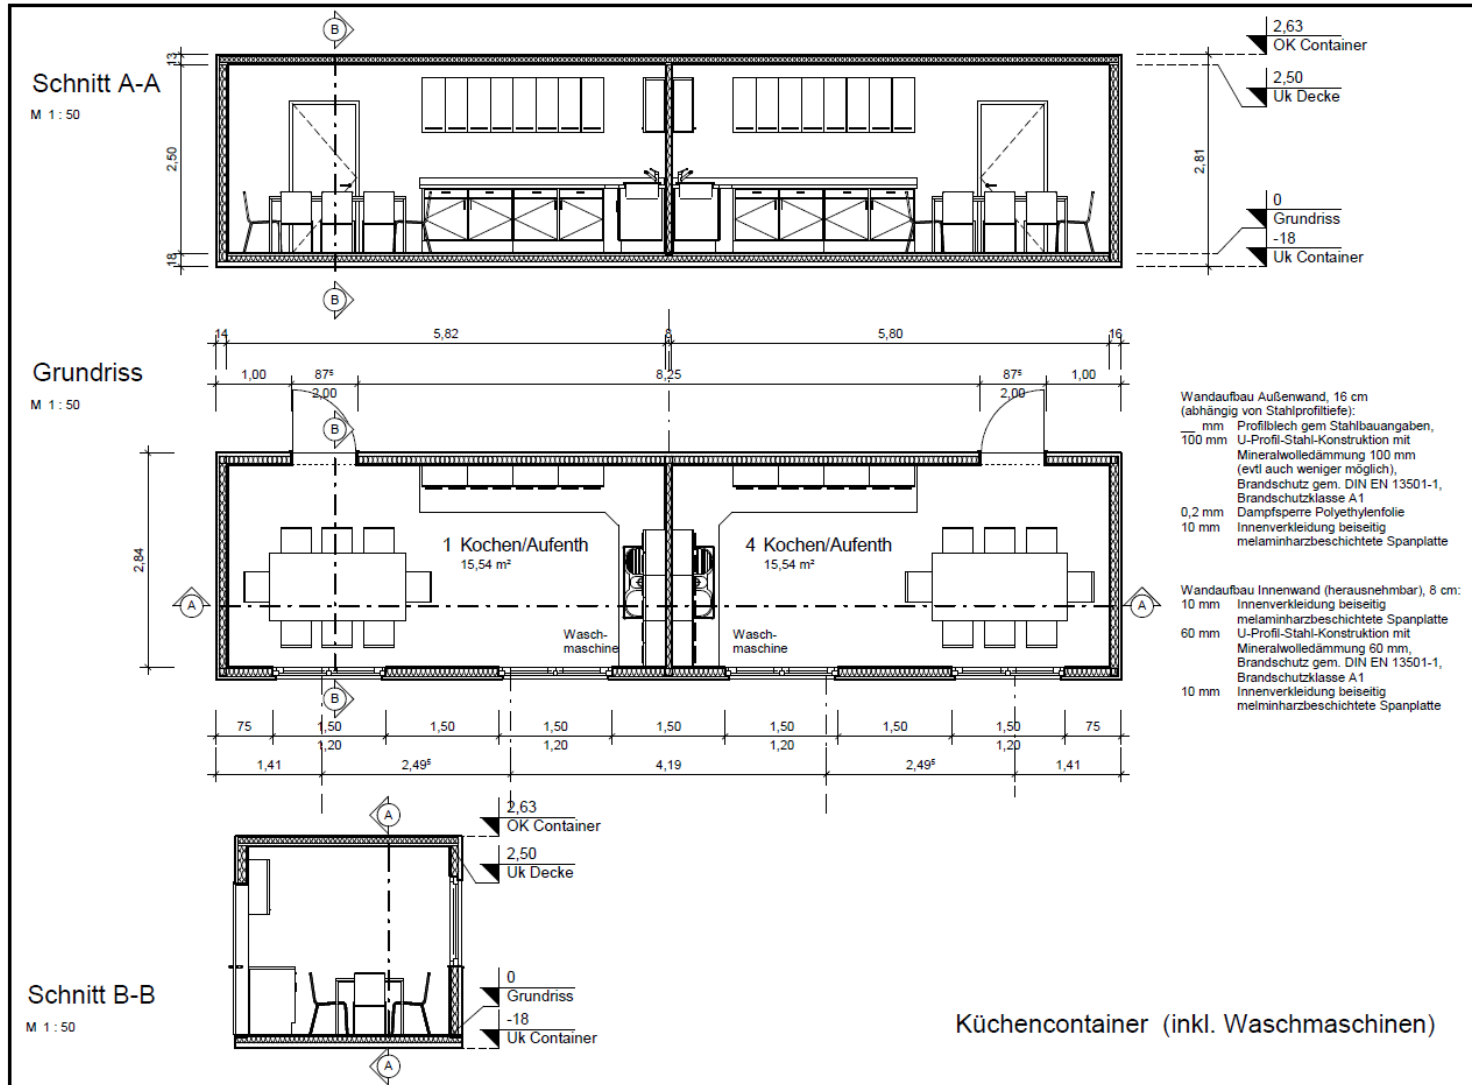 B
2,63
OK Container
13
Schnitt A-A
M 1 : 50
2,50
Uk Decke
2,50
2,81
0
Grundriss
-18
Uk Container
18
B
14
5,82
8
5,80
16
Grundriss
M 1 : 50
1,00
87⁵
8,25
87⁵
1,00
2,00
2,00
B
Wandaufbau Außenwand, 16 cm
(abhängig von Stahlprofiltiefe):
__ mm Profilblech gem Stahlbauangaben,
100 mm U-Profil-Stahl-Konstruktion mit
Mineralwolledämmung 100 mm
(evtl auch weniger möglich),
Brandschutz gem. DIN EN 13501-1,
Brandschutzklasse A1
0,2 mm Dampfsperre Polyethylenfolie
10 mm Innenverkleidung beiseitig
melaminharzbeschichtete Spanplatte
1 Kochen/Aufenth
15,54 m²
4 Kochen/Aufenth
15,54 m²
2,84
A
A
Wasch-
maschine
Wasch-
maschine
Wandaufbau Innenwand (herausnehmbar), 8 cm:
10 mm Innenverkleidung beiseitig
melaminharzbeschichtete Spanplatte
60 mm U-Profil-Stahl-Konstruktion mit
Mineralwolledämmung 60 mm,
Brandschutz gem. DIN EN 13501-1,
Brandschutzklasse A1
10 mm Innenverkleidung beiseitig
melminharzbeschichtete Spanplatte
B
75
1,50
1,50
1,50
1,50
1,50
1,50
1,50
75
1,20
1,20
1,20
1,20
1,41
2,49⁵
4,19
2,49⁵
1,41
A
2,63
OK Container
2,50
Uk Decke
Schnitt B-B
M 1 : 50
0
Grundriss
-18
Uk Container
A
Küchencontainer (inkl. Waschmaschinen)